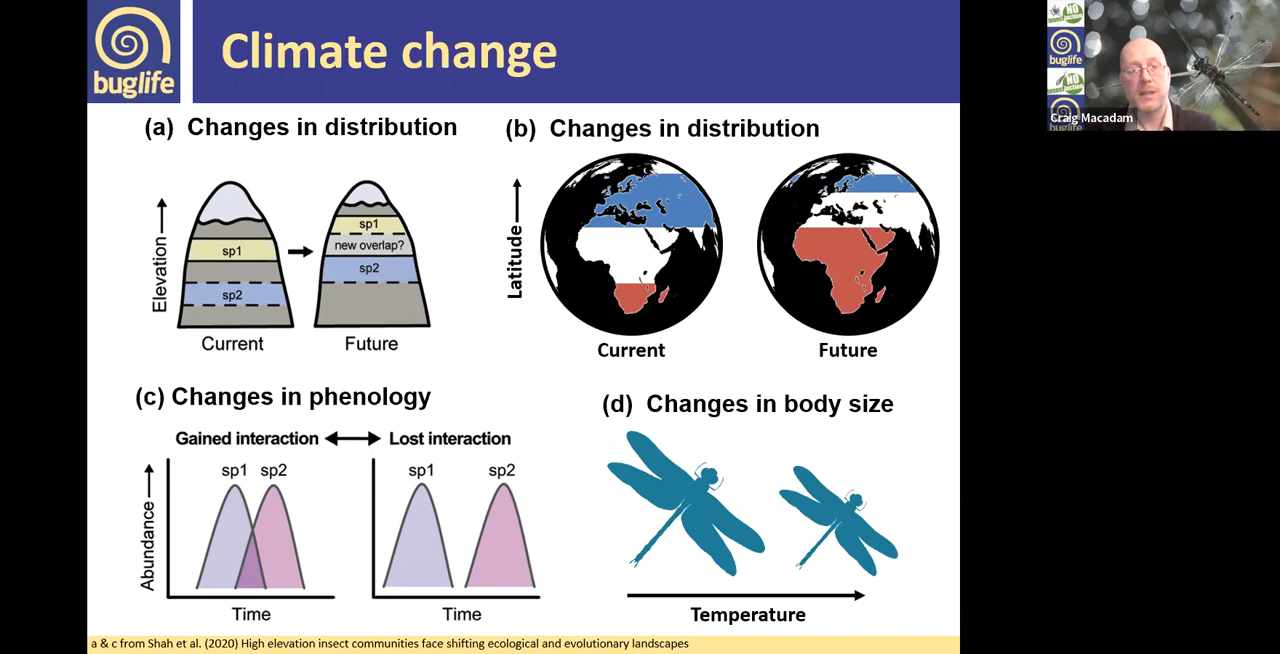 buglife
Climate change
(a) Changes in distribution
Elevation
sp1
sp2
Current
sp1
new overlap?
sp2
Future
(b) Changes in distribution
Latitude
Current
Future
(c) Changes in phenology
Gained interaction
Lost interaction
Abundance
sp1 sp2
Time
sp1 sp2
Time
(d) Changes in body size
Temperature
a & c from Shah et al. (2020) High elevation insect communities face shifting ecological and evolutionary landscapes
NO
buglife
NO
Craig Macadam